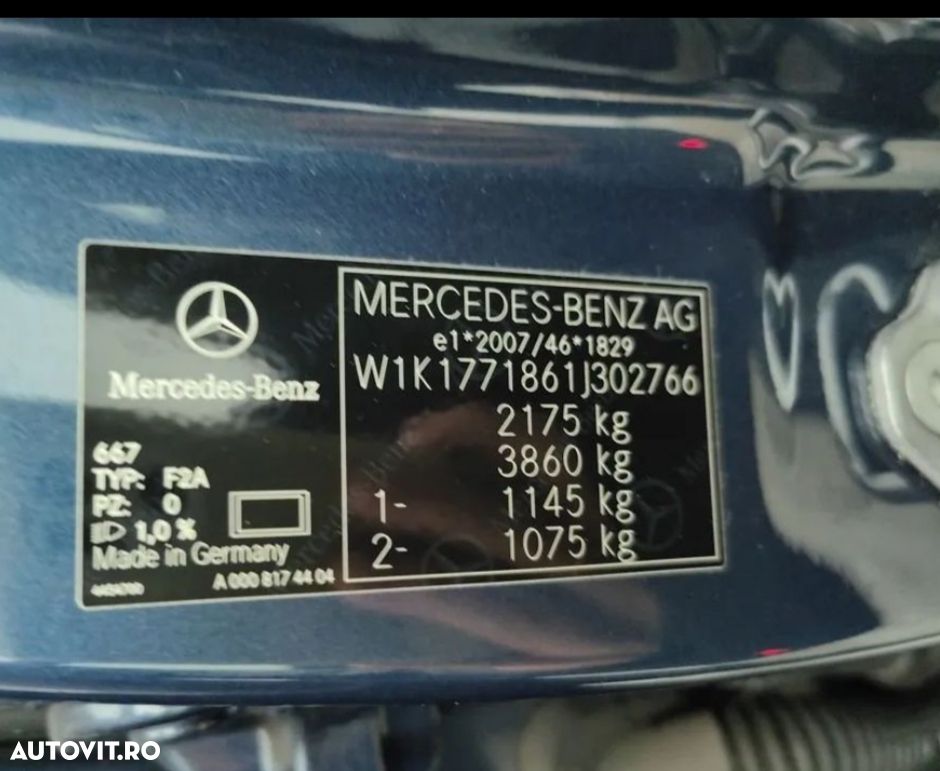 Mercedes-Benz
667
TYP: F2A
PZ: 0
1,0 %
Made in Germany
A 000 817 44 04
MERCEDES-BENZ AG
e1*2007/46*1829
W1K1771861J302766
2175 kg
3860 kg
1- 1145 kg
2- 1075 kg
AUTOVIT.RO